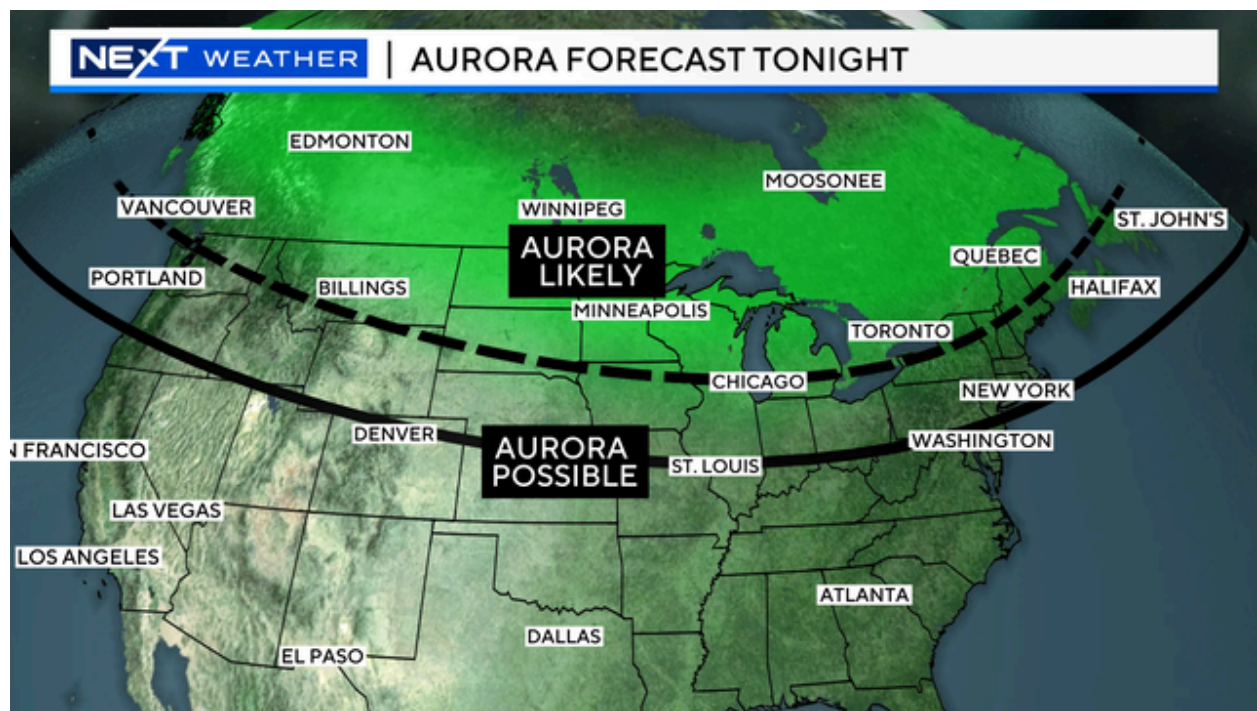 NEXT WEATHER | AURORA FORECAST TONIGHT
EDMONTON
MOOSONEE
VANCOUVER
WINNIPEG
ST. JOHN'S
AURORA
LIKELY
QUÉBEC
PORTLAND
BILLINGS
HALIFAX
MINNEAPOLIS
TORONTO
CHICAGO
NEW YORK
DENVER
AURORA
POSSIBLE
WASHINGTON
N FRANCISCO
ST. LOUIS
LAS VEGAS
LOS ANGELES
ATLANTA
DALLAS
EL PASO